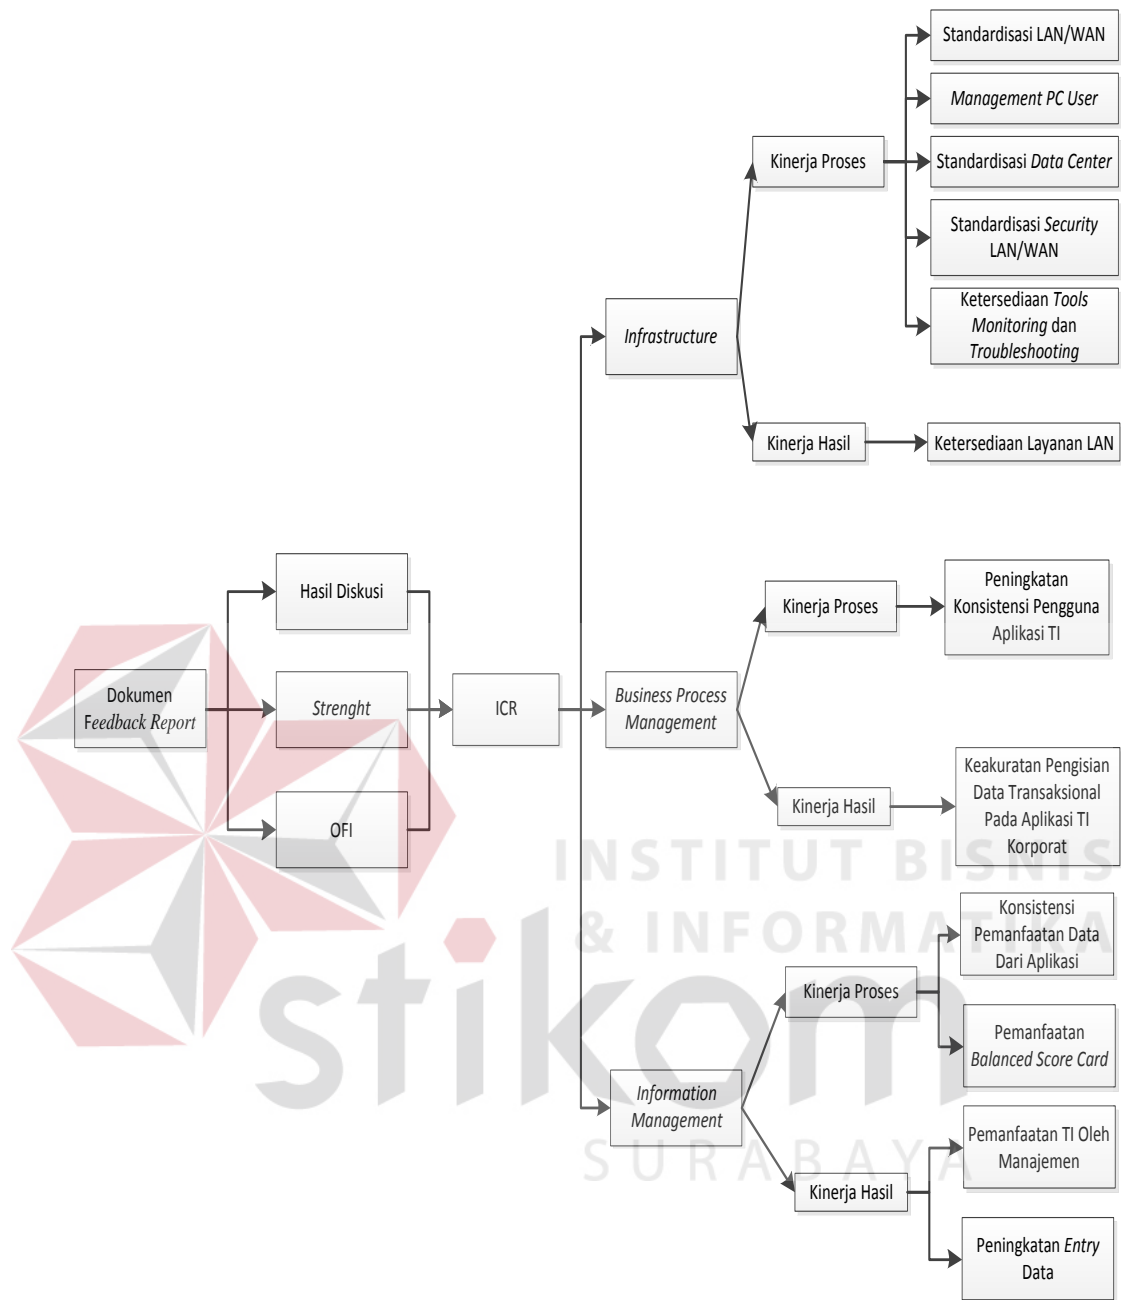 Standardisasi LAN/WAN
Management PC User
Kinerja Proses
Standardisasi Data Center
Standardisasi Security
LAN/WAN
Infrastructure
Ketersediaan Tools
Monitoring dan
Troubleshooting
Kinerja Hasil
Ketersediaan Layanan LAN
Hasil Diskusi
Kinerja Proses
Peningkatan
Konsistensi Pengguna
Aplikasi TI
Dokumen
Feedback Report
Strenght
ICR
Business Process
Management
OFI
Kinerja Hasil
Keakuratan Pengisian
Data Transaksional
Pada Aplikasi TI
Korporat
INSTITUT BISNIS
& INFORMATIKA
stikom
SURABAYA
Kinerja Proses
Konsistensi
Pemanfaatan Data
Dari Aplikasi
Pemanfaatan
Balanced Score Card
Information
Management
Pemanfaatan TI Oleh
Manajemen
Kinerja Hasil
Peningkatan Entry
Data